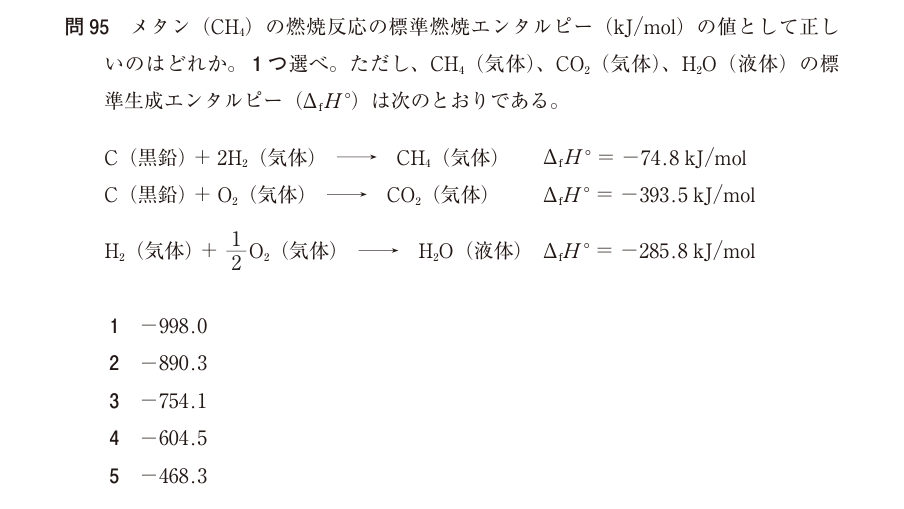 問95 メタン（CH₄）の燃焼反応の標準燃焼エンタルピー（kJ/mol）の値として正し
いのはどれか。1つ選べ。ただし、CH₄（気体）、CO₂（気体）、H₂O（液体）の標
準生成エンタルピー（ΔfH°）は次のとおりである。
C（黒鉛）+ 2H₂（気体） ⟶ CH₄（気体） ΔfH° = −74.8 kJ/mol
C（黒鉛）+ O₂（気体） ⟶ CO₂（気体） ΔfH° = −393.5 kJ/mol
H₂（気体）+ 1/2 O₂（気体） ⟶ H₂O（液体） ΔfH° = −285.8 kJ/mol
1 −998.0
2 −890.3
3 −754.1
4 −604.5
5 −468.3